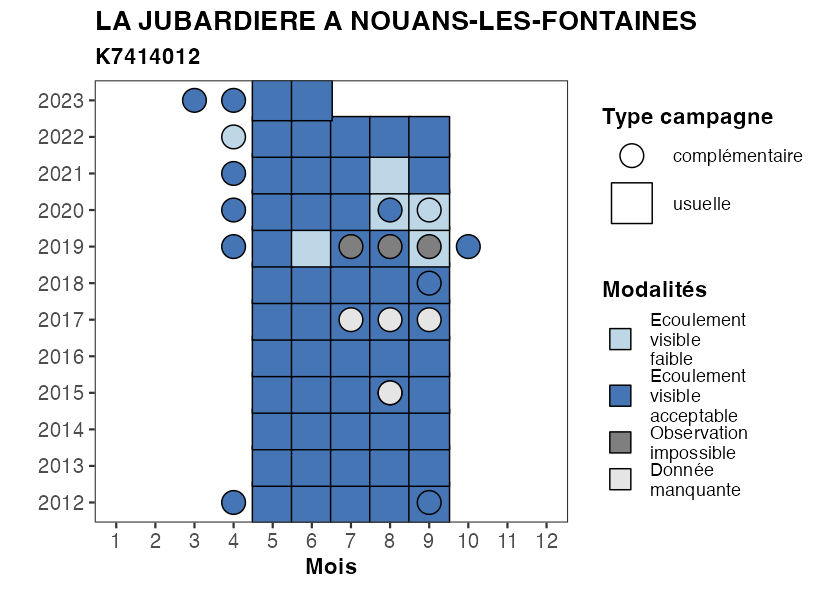 LA JUBARDIERE A NOUANS-LES-FONTAINES
K7414012
2023
2022
2021
2020
2019
2018
2017
2016
2015
2014
2013
2012
1 2 3 4 5 6 7 8 9 10 11 12
Mois
Type campagne
complémentaire
usuelle
Modalités
Ecoulement
visible
faible
Ecoulement
visible
acceptable
Observation
impossible
Donnée
manquante